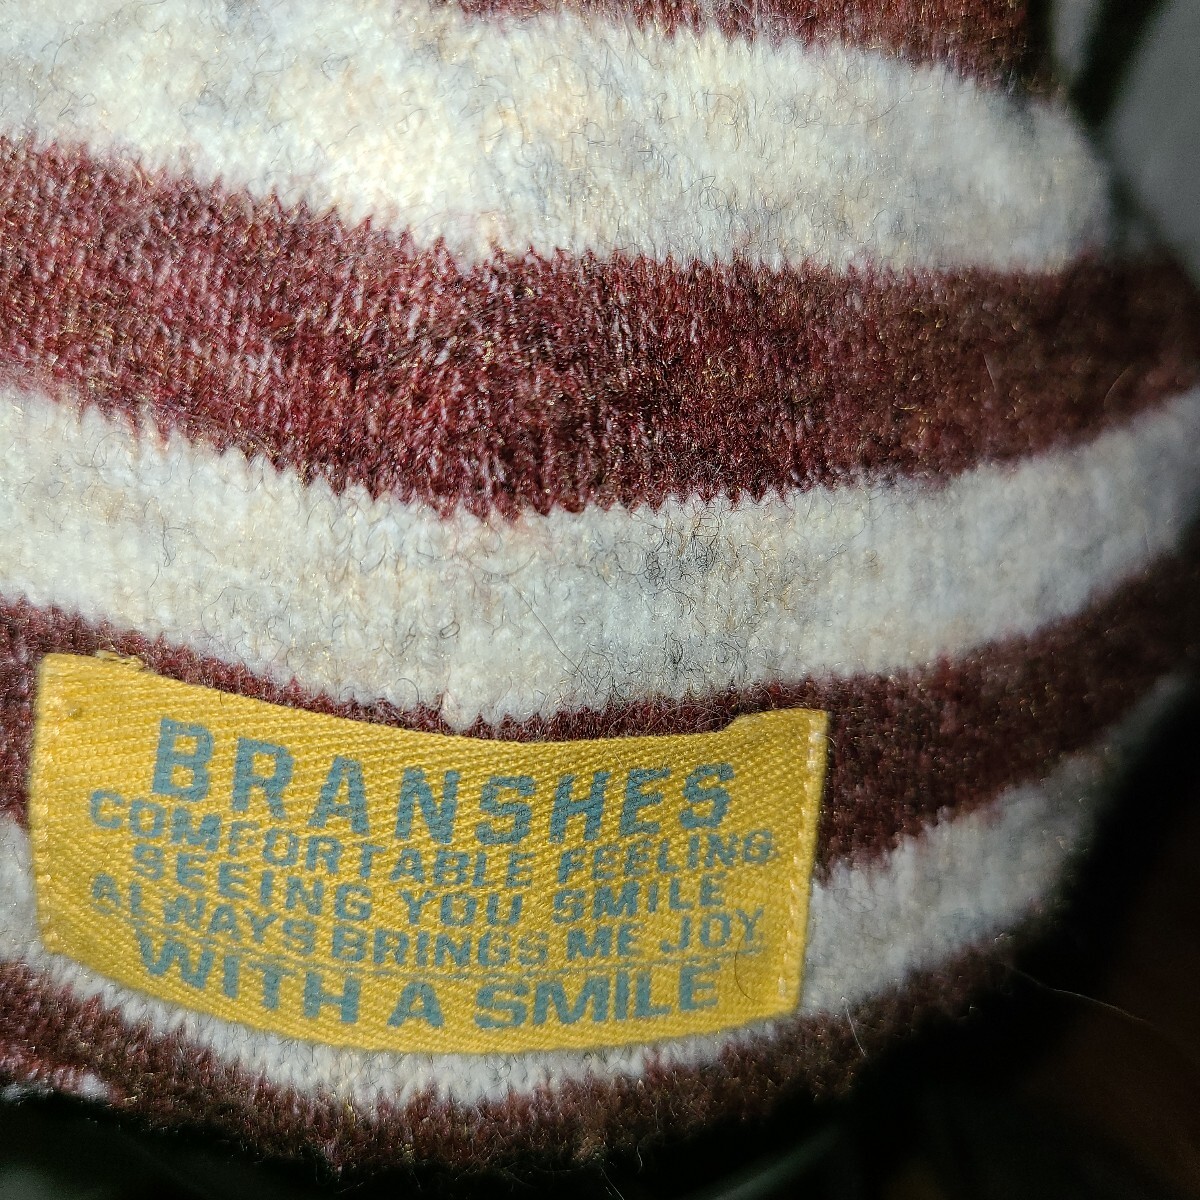 BRANSHES
COMFORTABLE FEELING
SEEING YOU SMILE
ALWAYS BRINGS ME JOY
WITH A SMILE